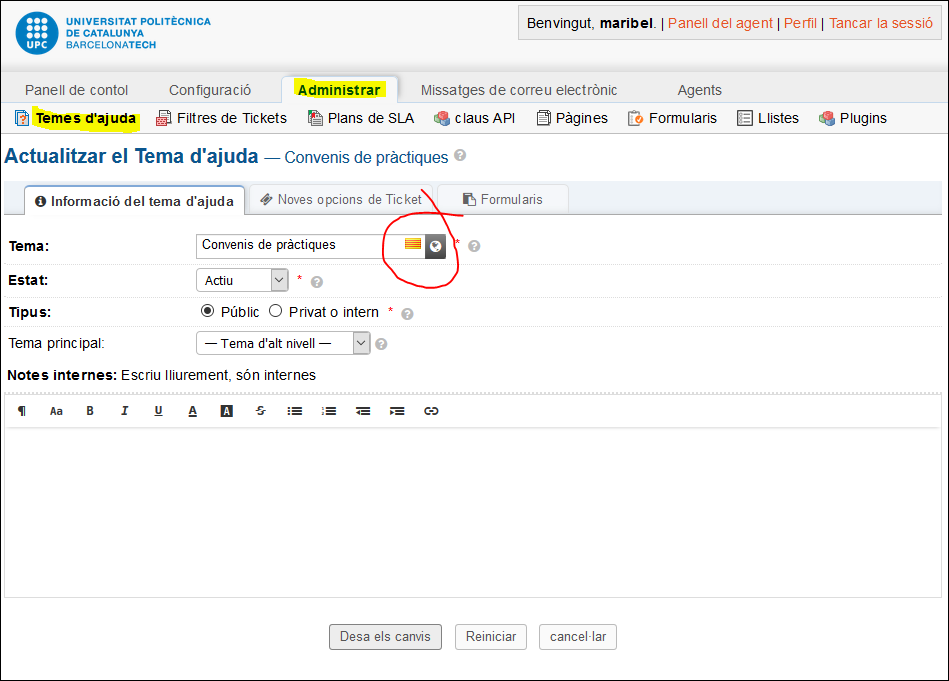 UNIVERSITAT POLITÈCNICA
DE CATALUNYA
BARCELONATECH
UPC
Benvingut, maribel. | Panell del agent | Perfil | Tancar la sessió
Panell de contol Configuració Administrar Missatges de correu electrònic Agents
Temes d'ajuda Filtres de Tickets Plans de SLA claus API Pàgines Formularis Llistes Plugins
Actualitzar el Tema d'ajuda — Convenis de pràctiques ?
Informació del tema d'ajuda Noves opcions de Ticket Formularis
Tema: Convenis de pràctiques * ?
Estat: Actiu * ?
Tipus: Públic Privat o intern * ?
Tema principal: — Tema d'alt nivell — ?
Notes internes: Escriu lliurement, són internes
¶ Aa B I U A A S
Desa els canvis Reiniciar cancel·lar